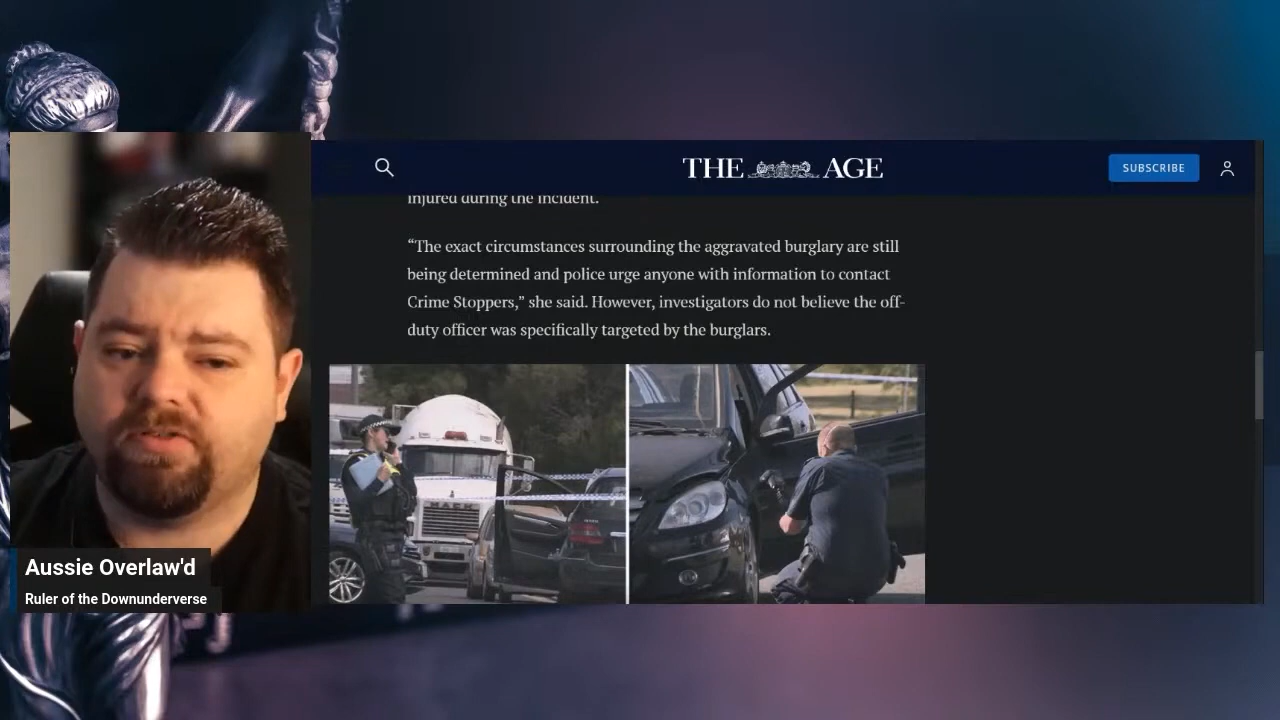 THE AGE
SUBSCRIBE
injured during the incident.
“The exact circumstances surrounding the aggravated burglary are still
being determined and police urge anyone with information to contact
Crime Stoppers,” she said. However, investigators do not believe the off-
duty officer was specifically targeted by the burglars.
Aussie Overlaw'd
Ruler of the Downunderverse